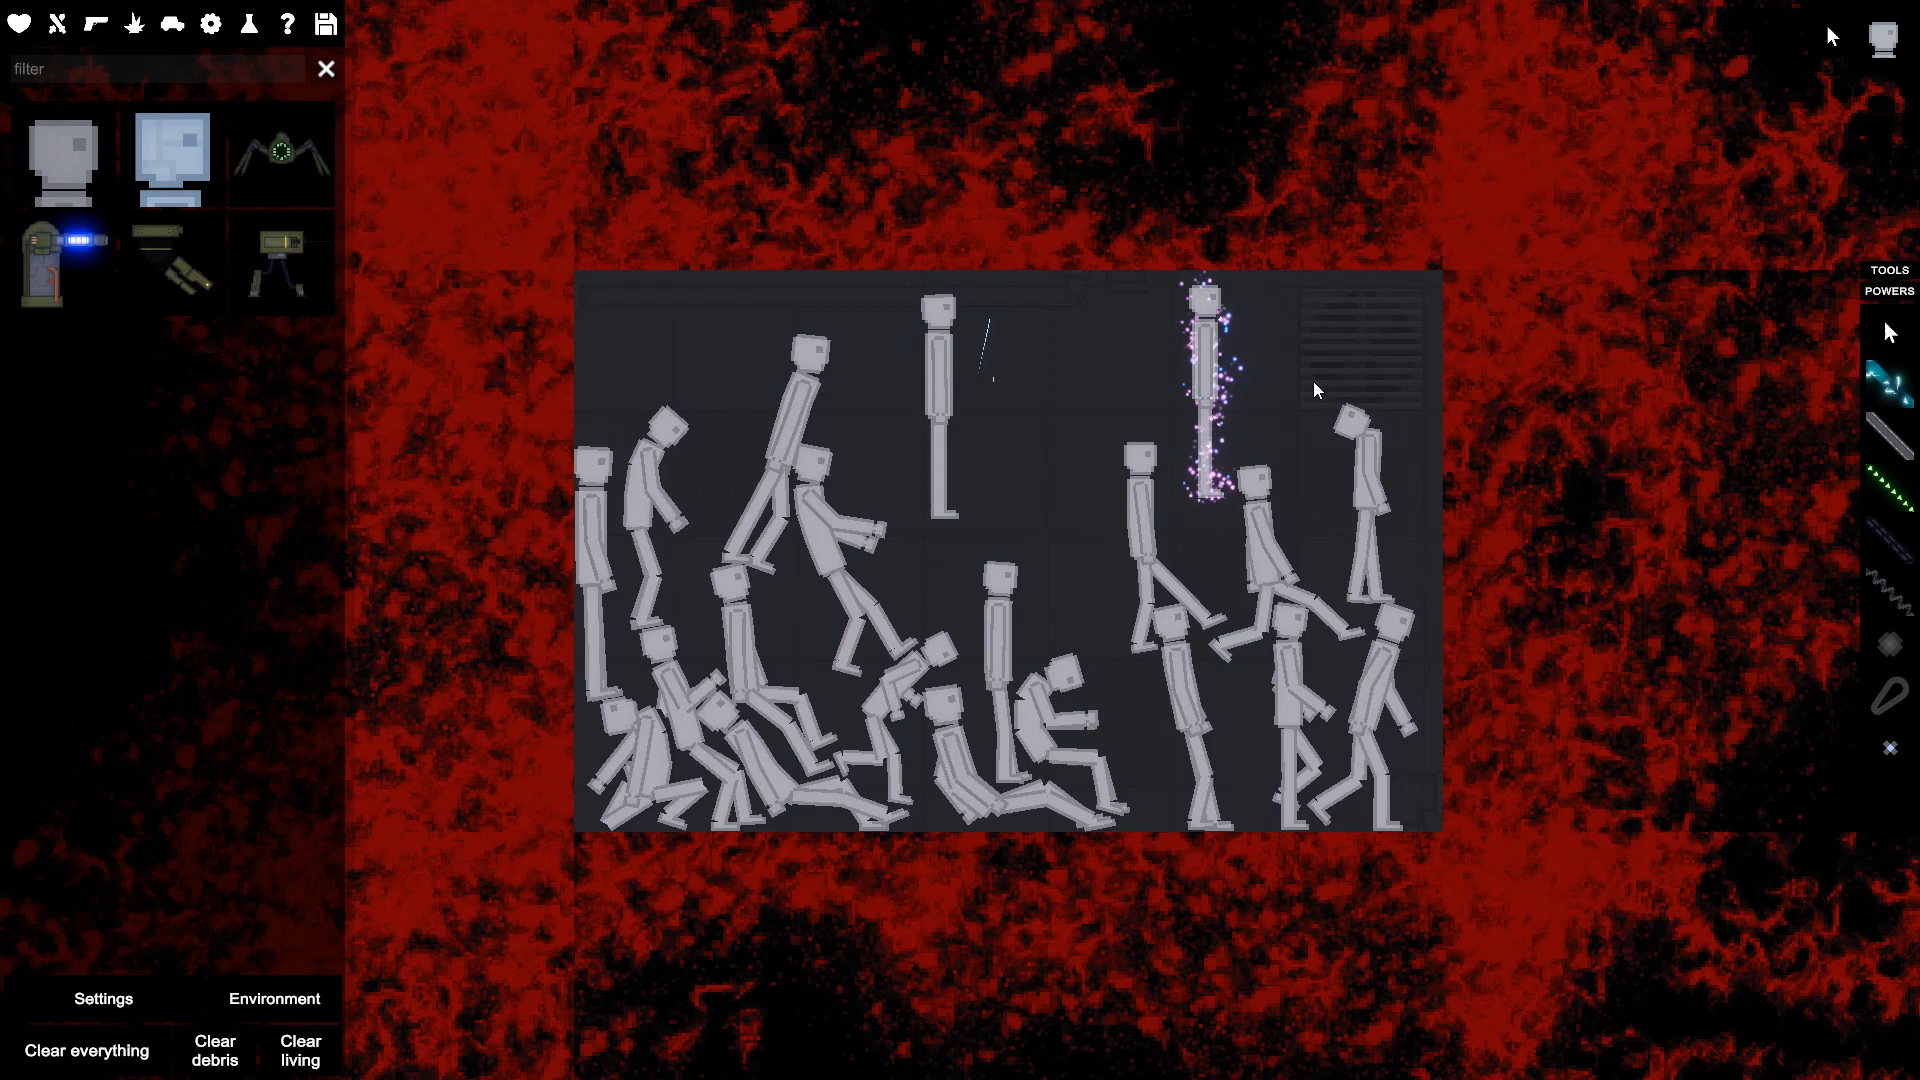 filter
TOOLS
POWERS
Settings
Environment
Clear everything
Clear
debris
Clear
living